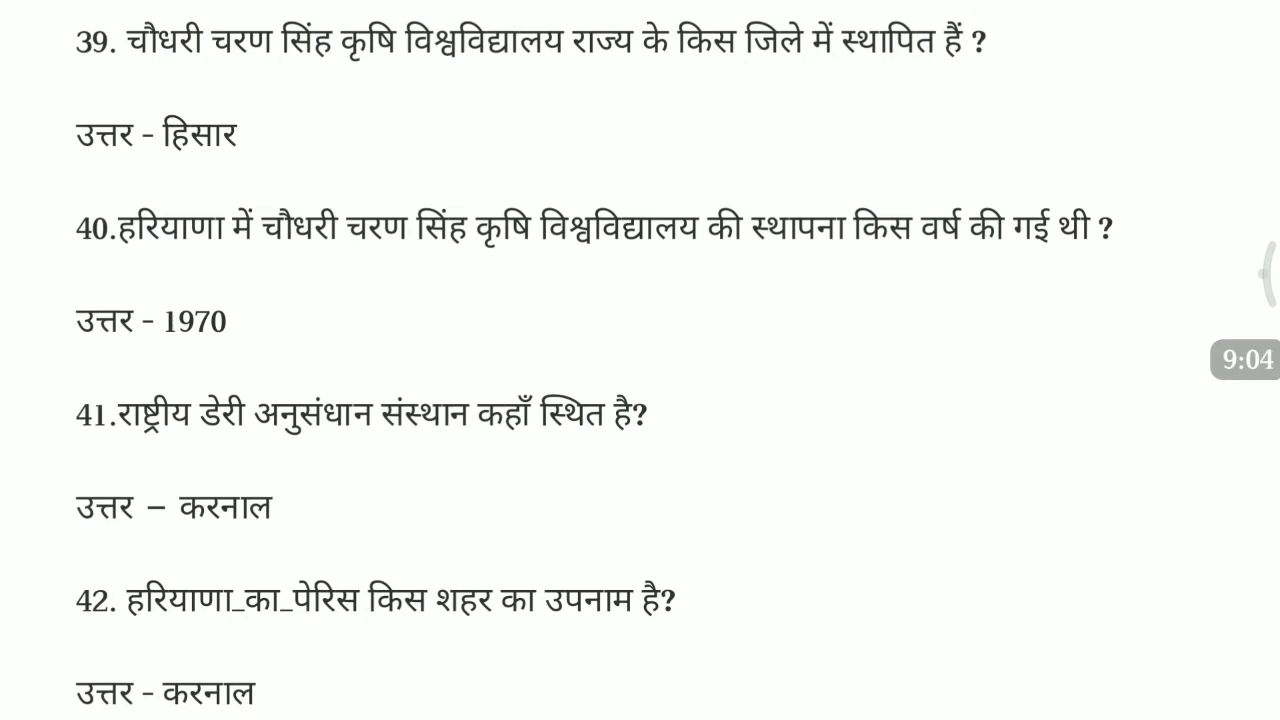 39. चौधरी चरण सिंह कृषि विश्वविद्यालय राज्य के किस जिले में स्थापित हैं ?
उत्तर - हिसार
40.हरियाणा में चौधरी चरण सिंह कृषि विश्वविद्यालय की स्थापना किस वर्ष की गई थी ?
उत्तर - 1970
9:04
41.राष्ट्रीय डेरी अनुसंधान संस्थान कहाँ स्थित है?
उत्तर – करनाल
42. हरियाणा_का_पेरिस किस शहर का उपनाम है?
उत्तर - करनाल